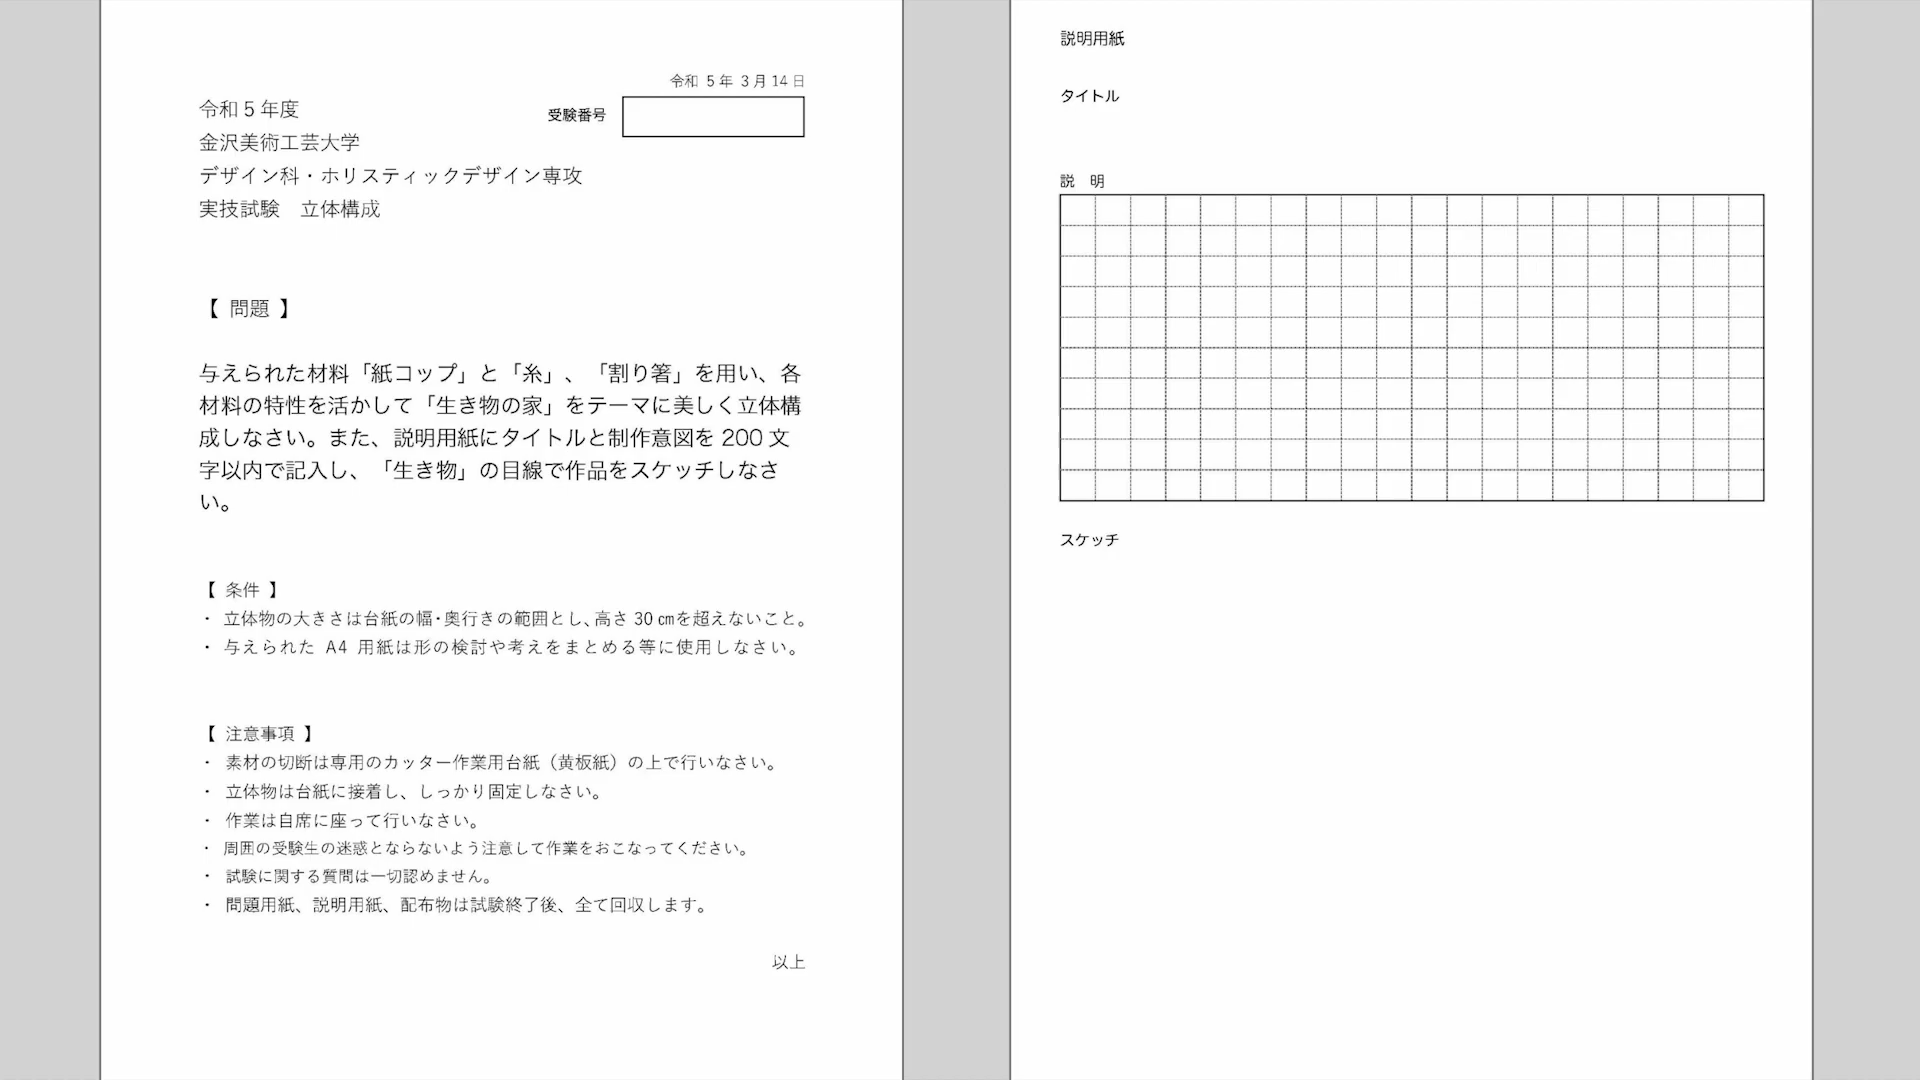 令和 5 年 3 月 14 日
令和 5 年度
受験番号
金沢美術工芸大学
デザイン科・ホリスティックデザイン専攻
実技試験　立体構成
【 問題 】
与えられた材料「紙コップ」と「糸」、「割り箸」を用い、各
材料の特性を活かして「生き物の家」をテーマに美しく立体構
成しなさい。また、説明用紙にタイトルと制作意図を 200 文
字以内で記入し、「生き物」の目線で作品をスケッチしなさ
い。
【 条件 】
・ 立体物の大きさは台紙の幅・奥行きの範囲とし、高さ 30 ㎝を超えないこと。
・ 与えられた A4 用紙は形の検討や考えをまとめる等に使用しなさい。
【 注意事項 】
・ 素材の切断は専用のカッター作業用台紙（黄板紙）の上で行いなさい。
・ 立体物は台紙に接着し、しっかり固定しなさい。
・ 作業は自席に座って行いなさい。
・ 周囲の受験生の迷惑とならないよう注意して作業をおこなってください。
・ 試験に関する質問は一切認めません。
・ 問題用紙、説明用紙、配布物は試験終了後、全て回収します。
以上
説明用紙
タイトル
説　明
スケッチ